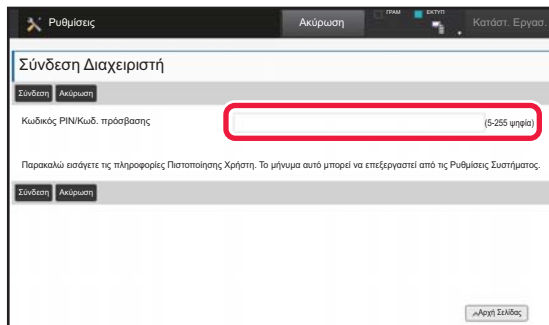 Ρυθμίσεις Ακύρωση ΓΡΑΜ ΕΚΤΥΠ Κατάστ. Εργασ.
Σύνδεση Διαχειριστή
Σύνδεση Ακύρωση
Κωδικός PIN/Κωδ. πρόσβασης (5-255 ψηφία)
Παρακαλώ εισάγετε τις πληροφορίες Πιστοποίησης Χρήστη. Το μήνυμα αυτό μπορεί να επεξεργαστεί από τις Ρυθμίσεις Συστήματος.
Σύνδεση Ακύρωση
Αρχή Σελίδας